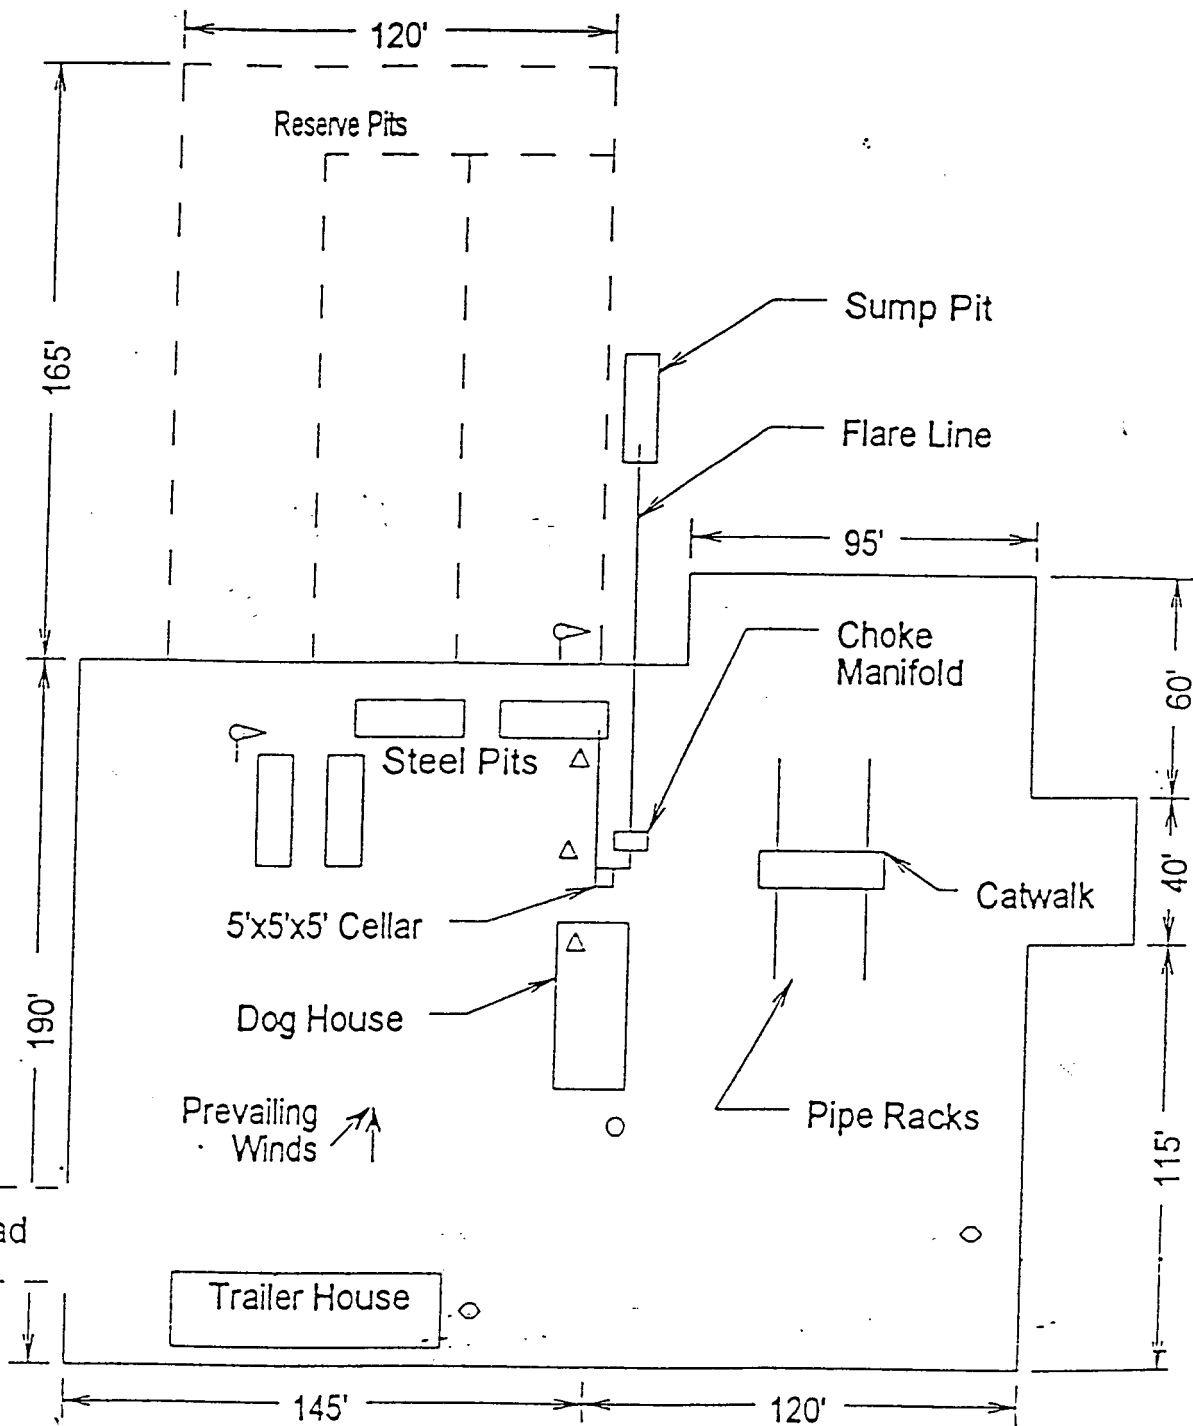 120'
Reserve Pits
165'
Sump Pit
Flare Line
95'
Choke
Manifold
60'
Steel Pits
40'
Catwalk
5'x5'x5' Cellar
190'
Dog House
Prevailing
Winds
Pipe Racks
115'
ad
Trailer House
145'
120'